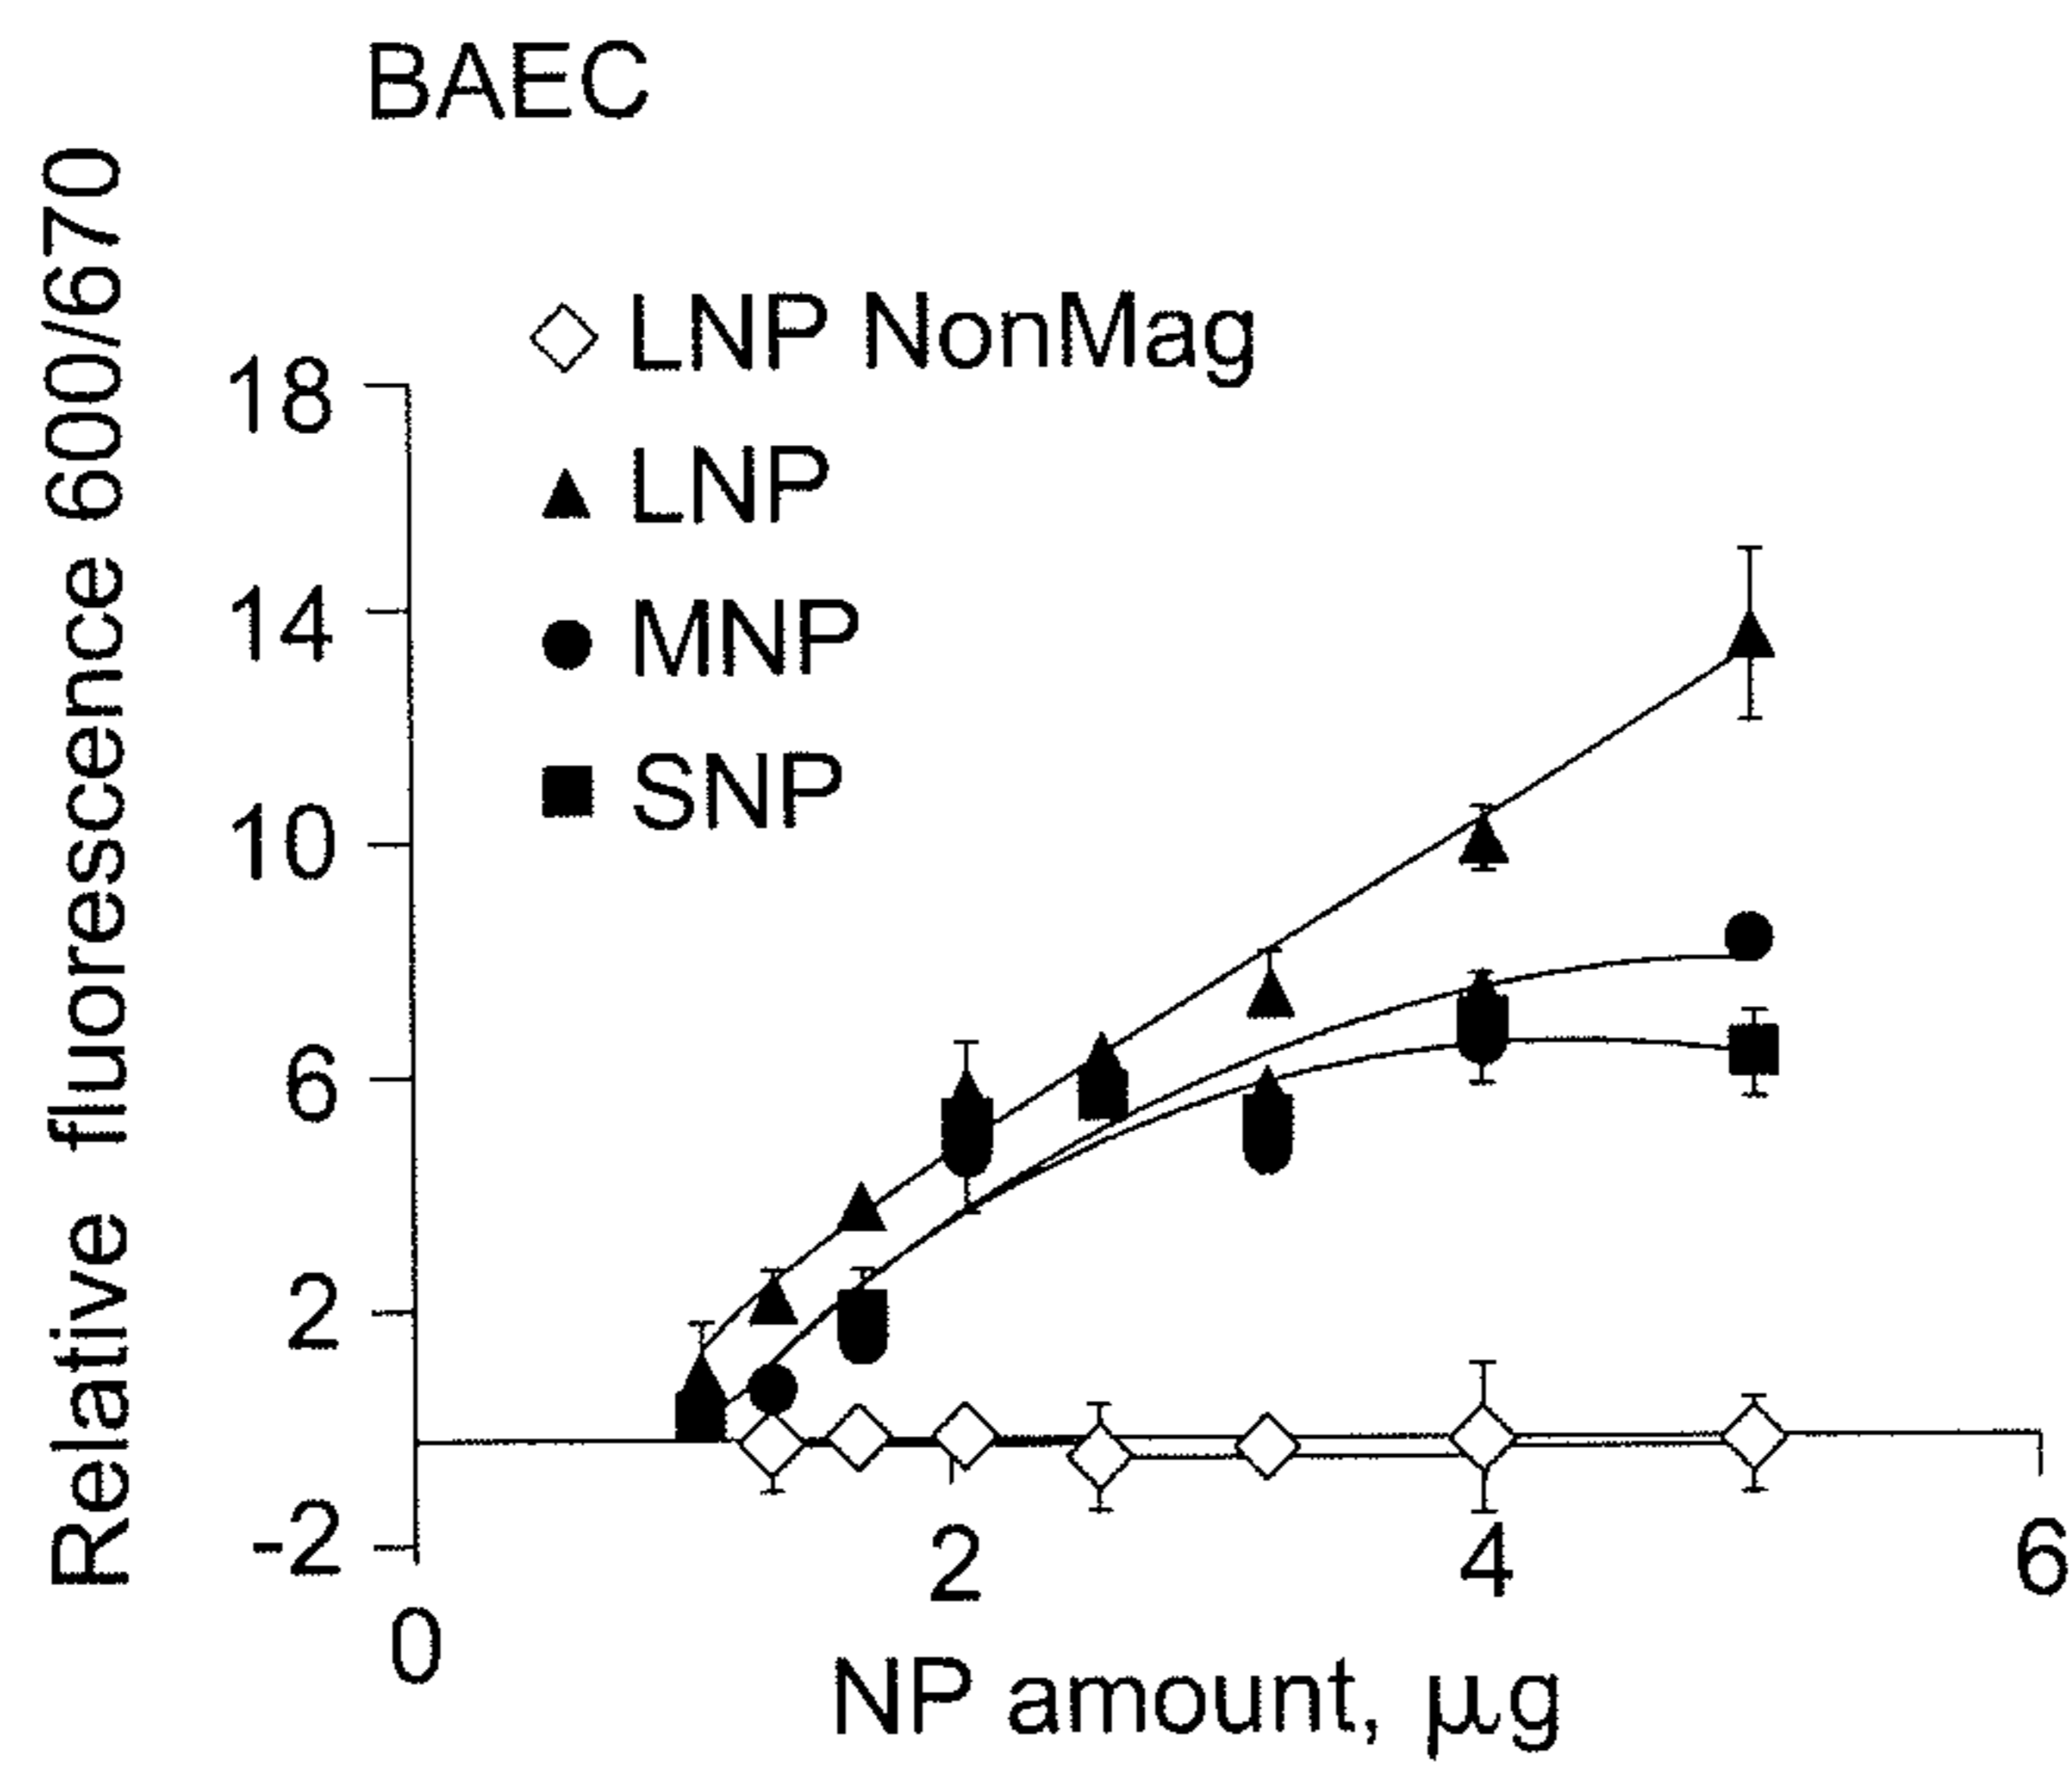 BAEC
Relative fluorescence 600/670
LNP NonMag
LNP
MNP
SNP
18
14
10
6
2
-2
0
2
4
6
NP amount, µg